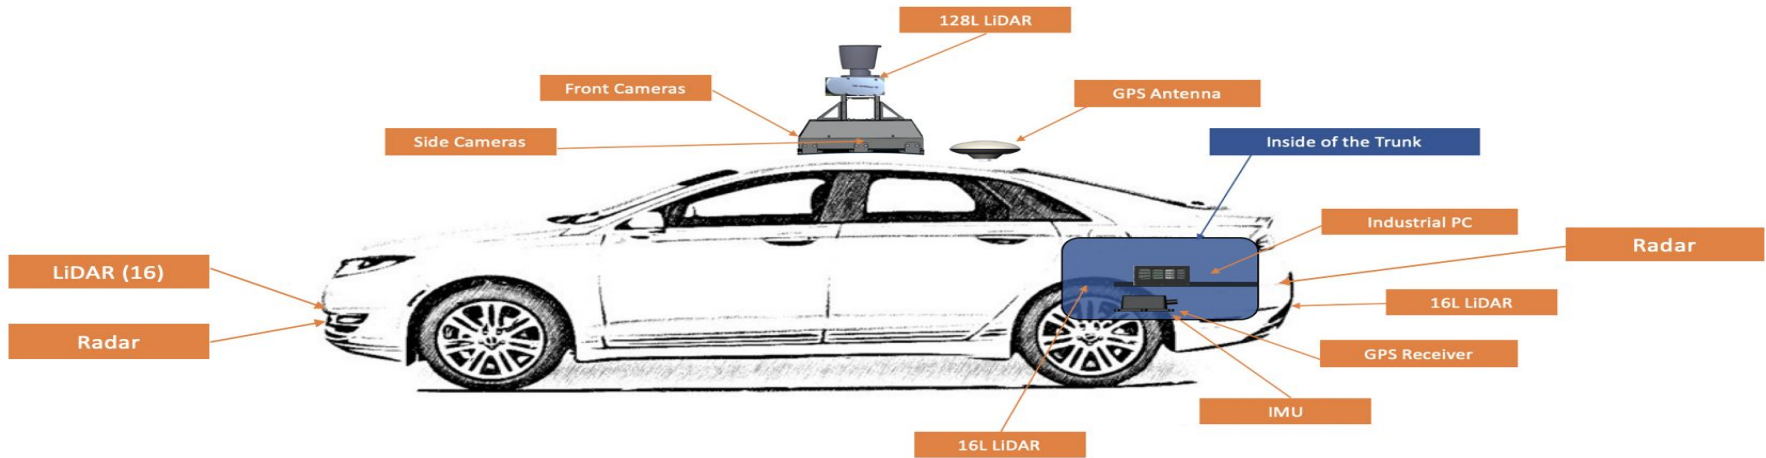 128L LiDAR
Front Cameras
GPS Antenna
Side Cameras
Inside of the Trunk
Industrial PC
Radar
LiDAR (16)
16L LiDAR
Radar
GPS Receiver
IMU
16L LiDAR